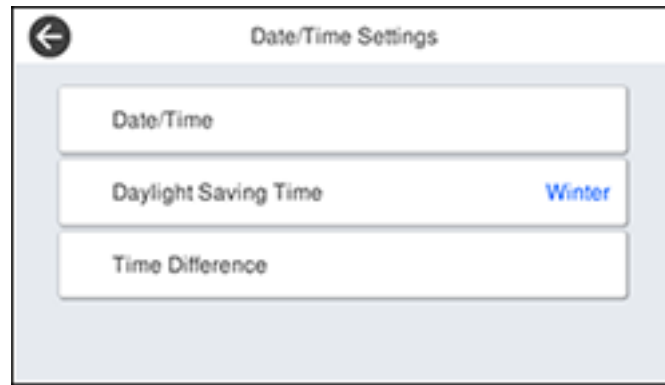 Date/Time Settings
Date/Time
Daylight Saving Time Winter
Time Difference